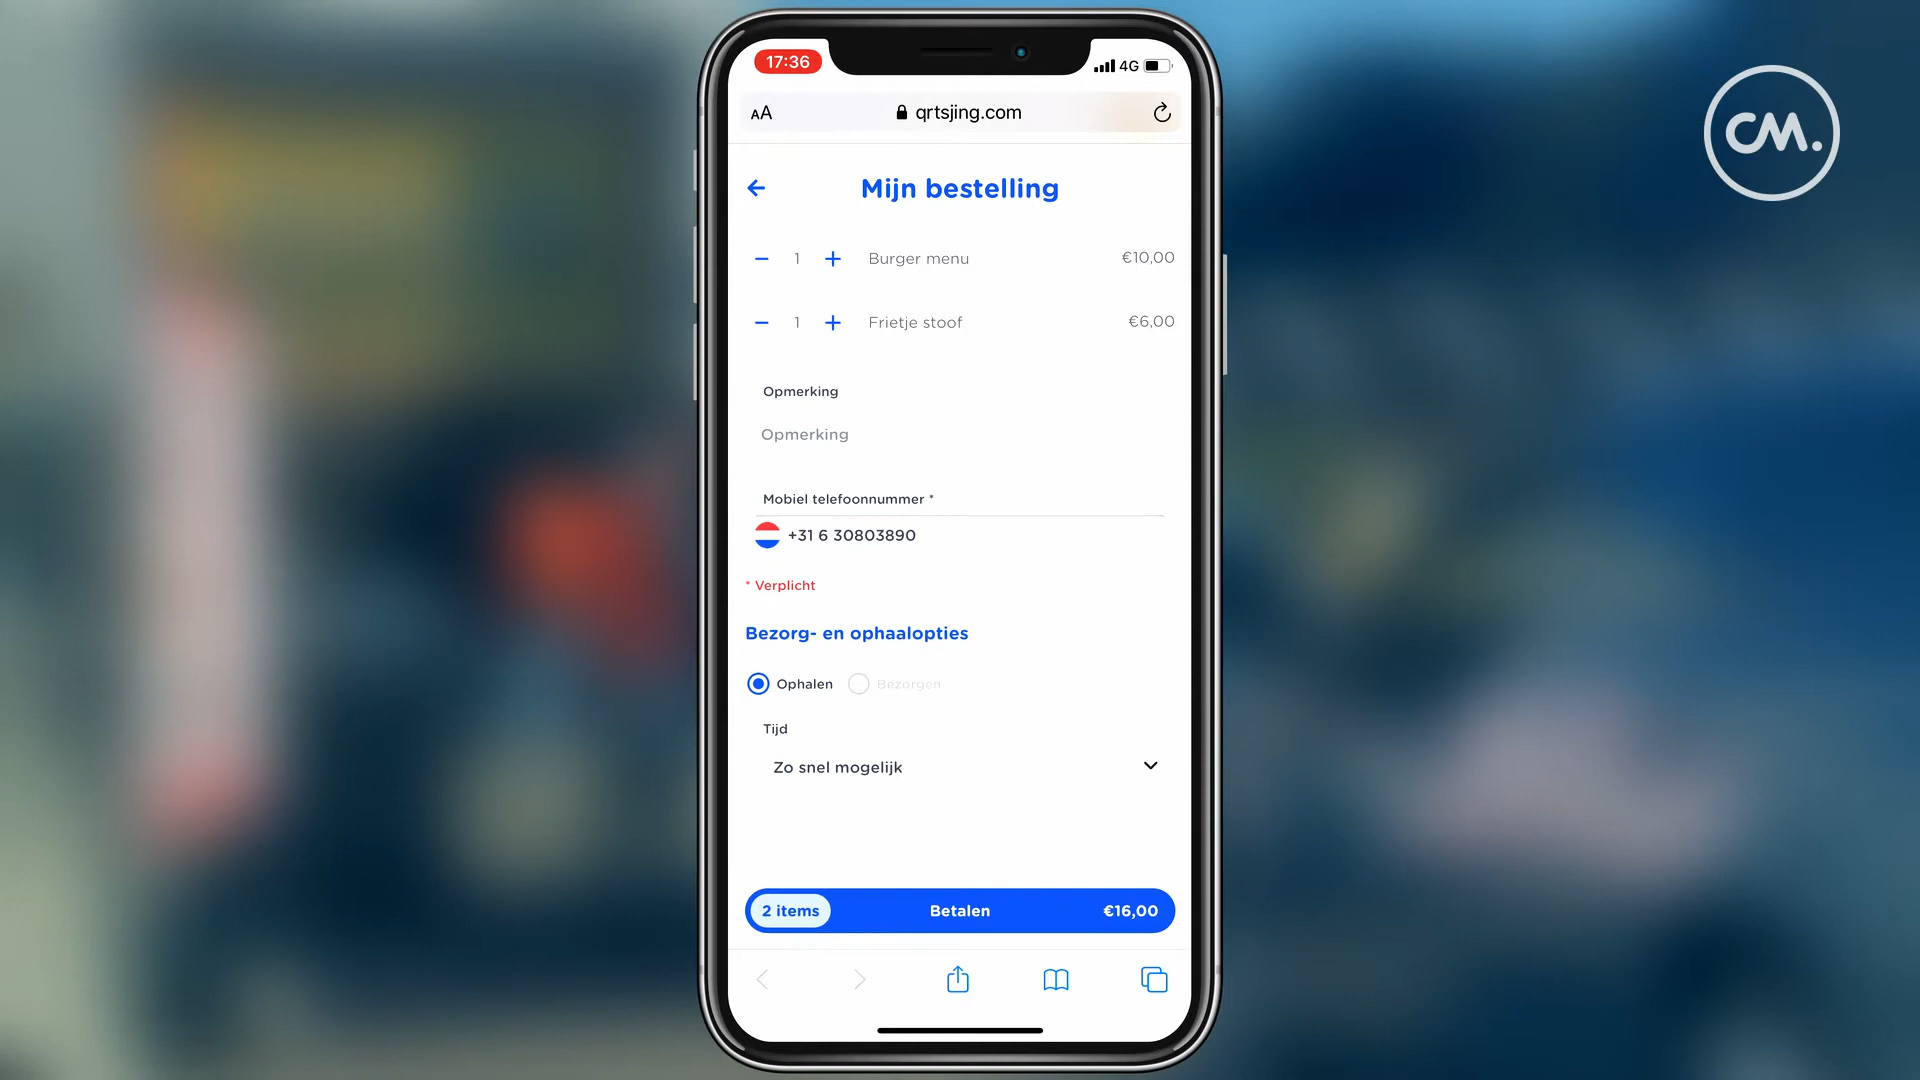 17:36
4G
AA
qrtsjing.com
CM.
Mijn bestelling
1 Burger menu €10,00
1 Frietje stoof €6,00
Opmerking
Opmerking
Mobiel telefoonnummer *
+31 6 30803890
* Verplicht
Bezorg- en ophaalopties
Ophalen Bezorgen
Tijd
Zo snel mogelijk
2 items Betalen €16,00